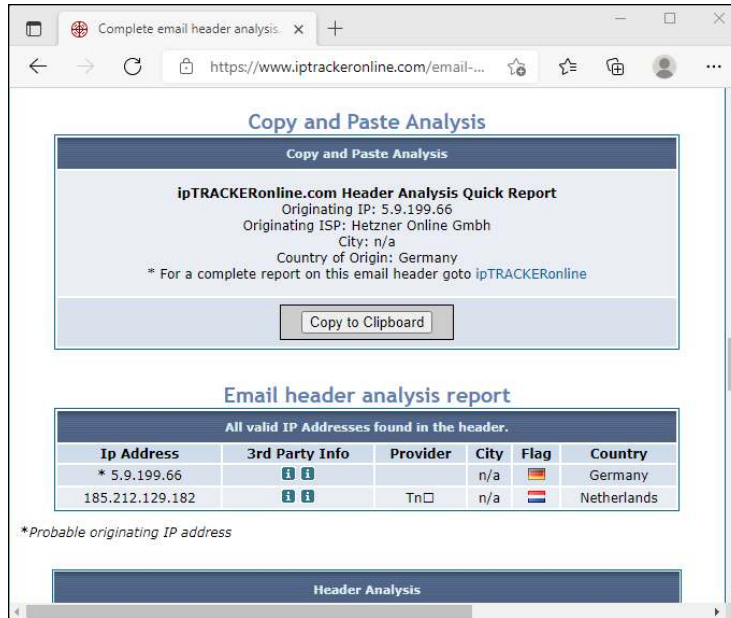 Complete email header analysis.
https://www.iptrackeronline.com/email-...
Copy and Paste Analysis
Copy and Paste Analysis
ipTRACKERonline.com Header Analysis Quick Report
Originating IP: 5.9.199.66
Originating ISP: Hetzner Online Gmbh
City: n/a
Country of Origin: Germany
* For a complete report on this email header goto ipTRACKERonline
Copy to Clipboard
Email header analysis report
All valid IP Addresses found in the header.
Ip Address 3rd Party Info Provider City Flag Country
* 5.9.199.66 i i n/a Germany
185.212.129.182 i i Tn□ n/a Netherlands
*Probable originating IP address
Header Analysis